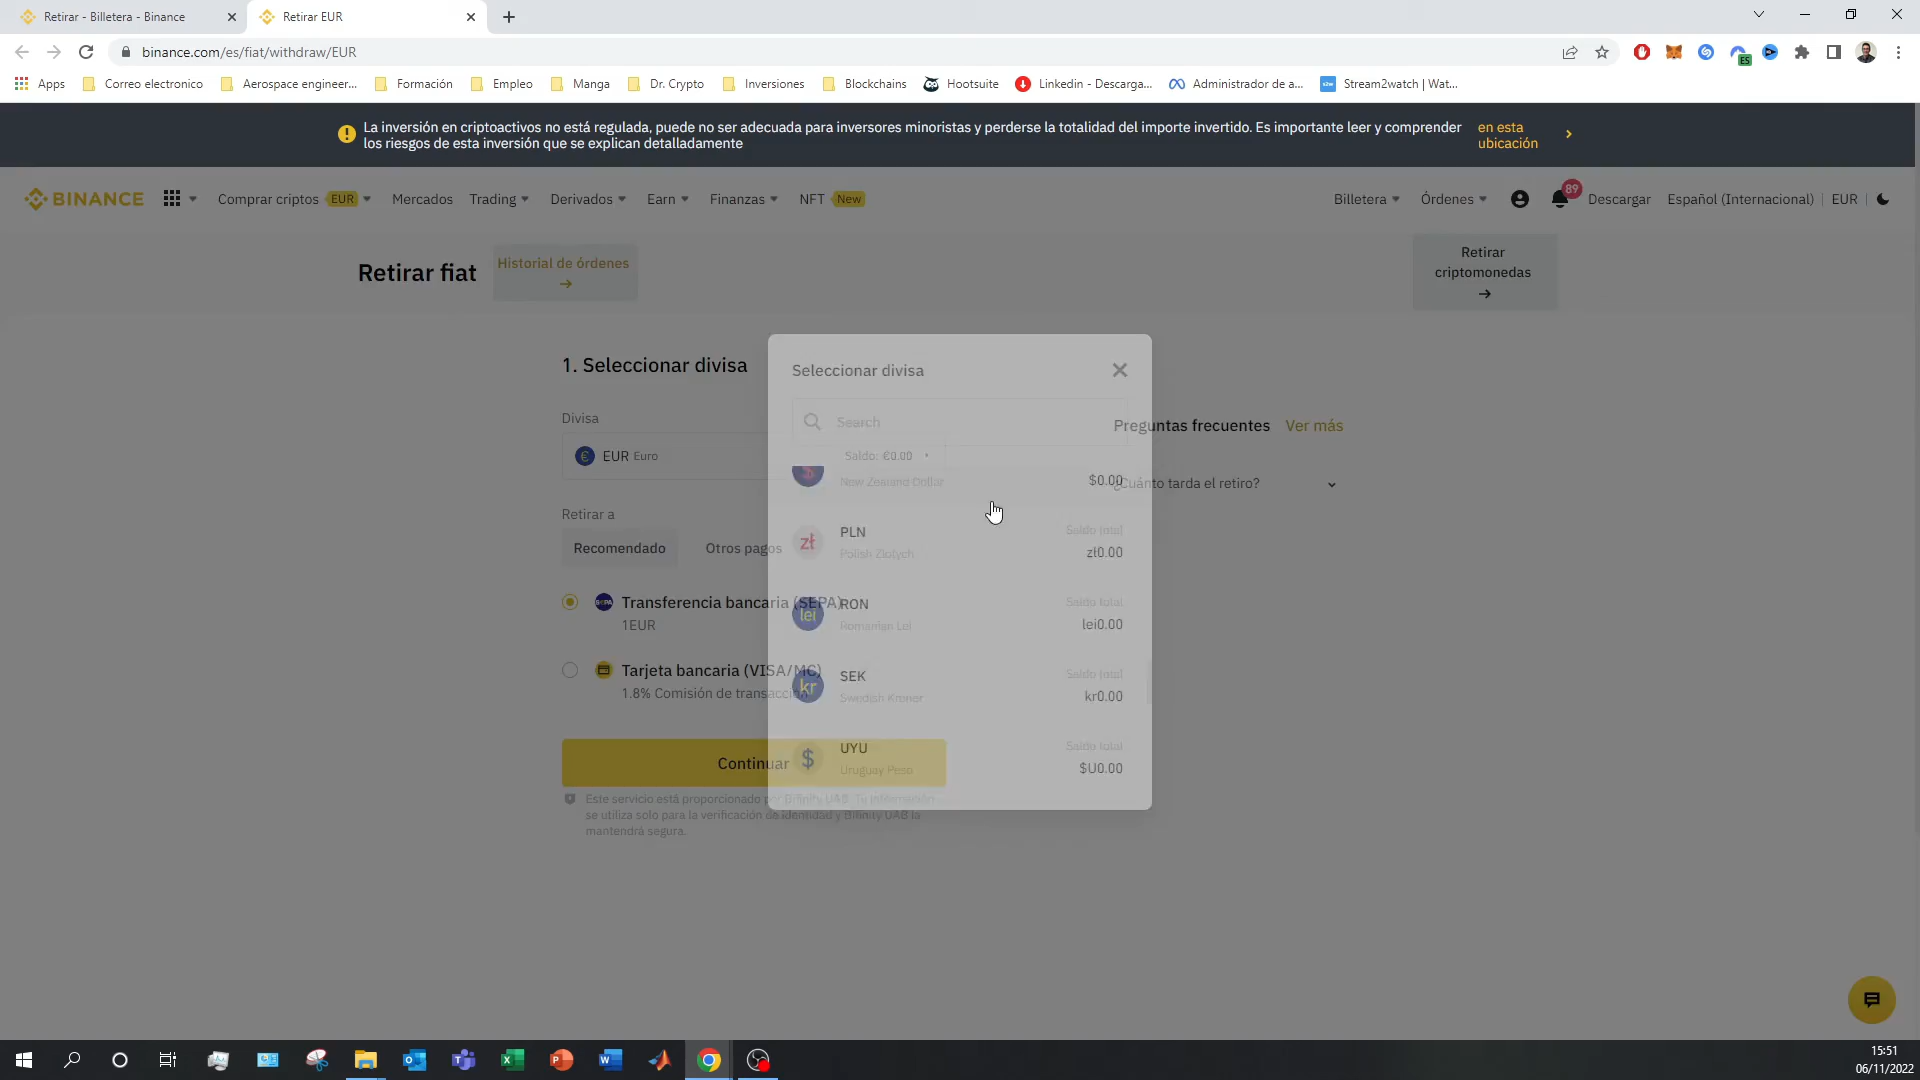 Retirar - Billetera - Binance
Retirar EUR
binance.com/es/fiat/withdraw/EUR
ES
Apps
Correo electronico
Aerospace engineer...
Formación
Empleo
Manga
Dr. Crypto
Inversiones
Blockchains
Hootsuite
Linkedin - Descarga...
Administrador de a...
Stream2watch | Wat...
La inversión en criptoactivos no está regulada, puede no ser adecuada para inversores minoristas y perderse la totalidad del importe invertido. Es importante leer y comprender
los riesgos de esta inversión que se explican detalladamente
en esta
ubicación
BINANCE
Comprar criptos EUR
Mercados
Trading
Derivados
Earn
Finanzas
NFT New
Billetera
Órdenes
89
Descargar
Español (Internacional)
EUR
Retirar fiat
Historial de órdenes
Retirar
criptomonedas
1. Seleccionar divisa
Divisa
EUR Euro
Saldo: €0.00
Retirar a
Recomendado
Otros pagos
SEPA Transferencia bancaria (SEPA)
1EUR
Tarjeta bancaria (VISA/MC)
1.8% Comisión de transacción
Continuar
Este servicio está proporcionado por Bifinity UAB. Tu información
se utiliza solo para la verificación de identidad y Bifinity UAB la
mantendrá segura.
Seleccionar divisa
Search
New Zealand Dollar
$0.00
PLN
Saldo total
zł
Polish Zlotych
zł0.00
RON
Saldo total
lei
Romanian Lei
lei0.00
SEK
Saldo total
kr
Swedish Kroner
kr0.00
UYU
Saldo total
$
Uruguay Peso
$U0.00
Preguntas frecuentes
Ver más
¿Cuánto tarda el retiro?
15:51
06/11/2022